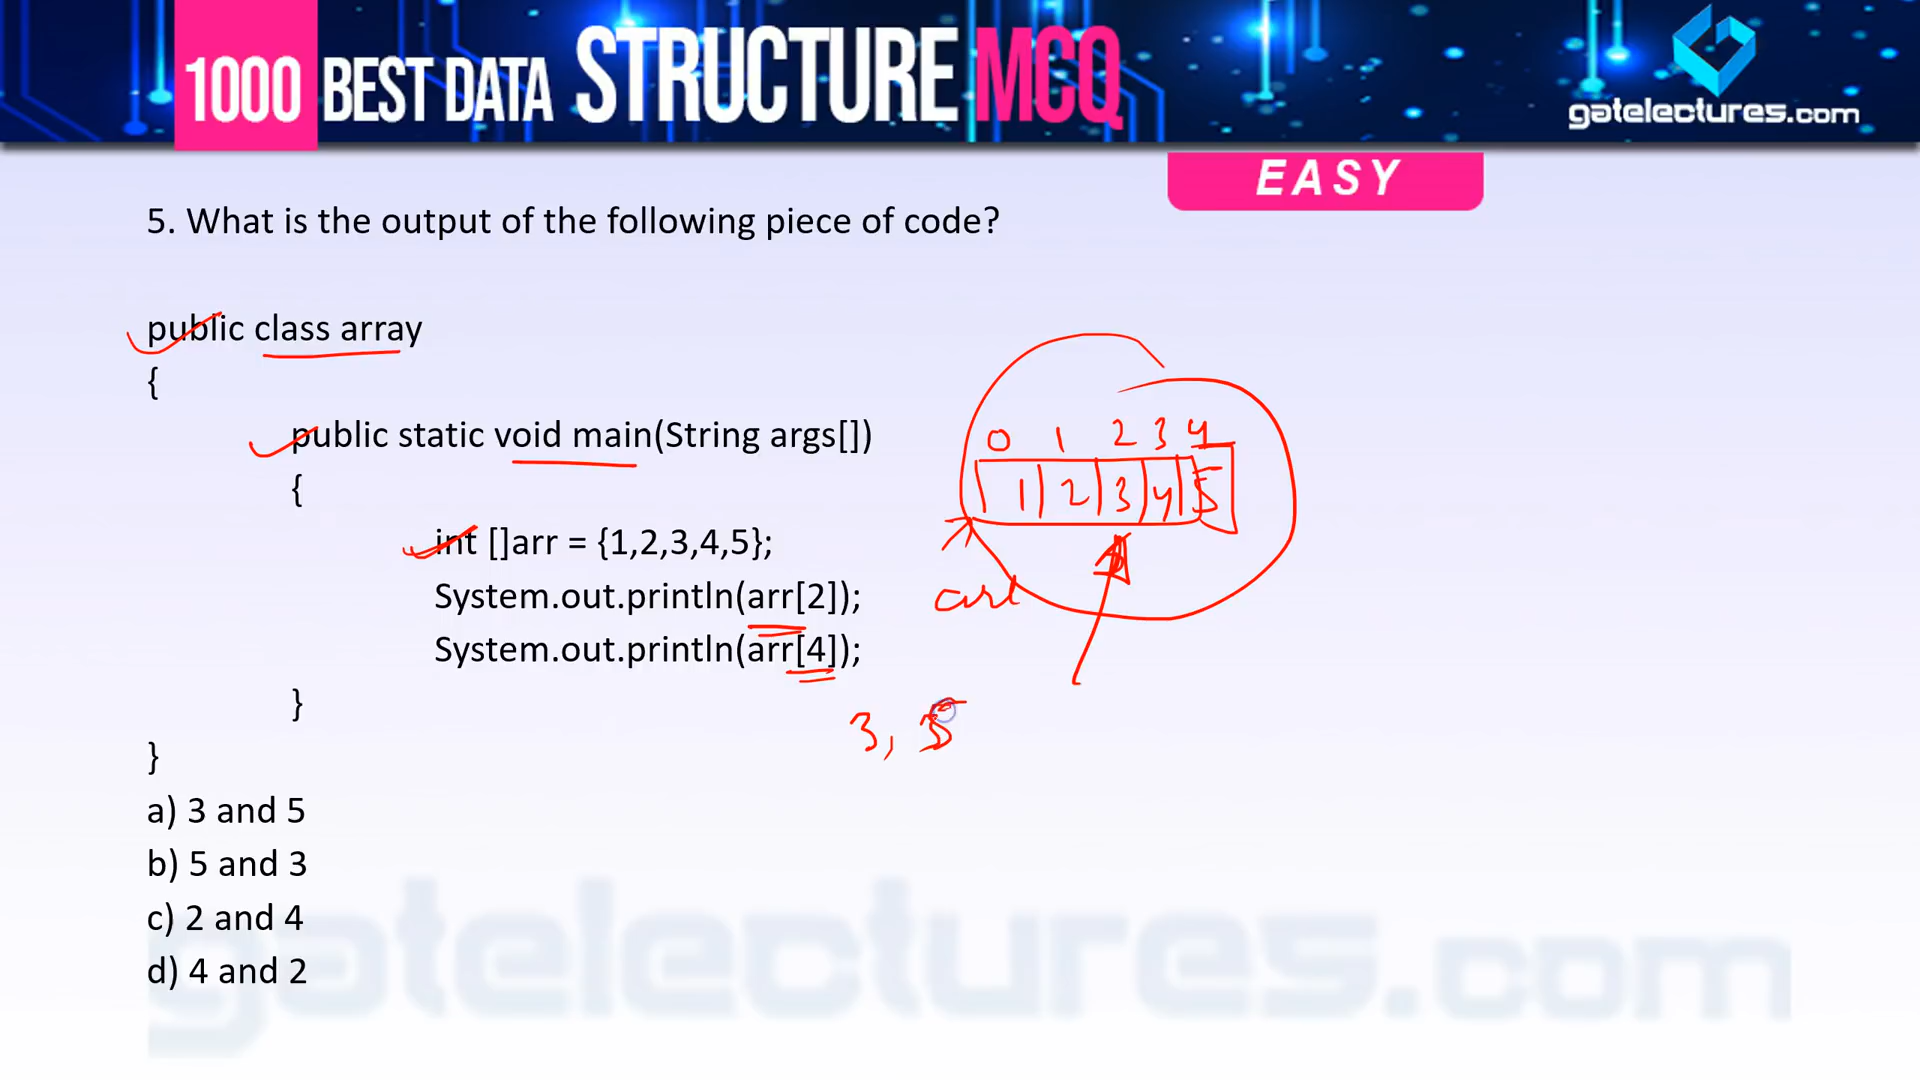 1000 BEST DATA STRUCTURE MCQ
gatelectures.com
EASY
5. What is the output of the following piece of code?
public class array
{
public static void main(String args[])
{
int []arr = {1,2,3,4,5};
System.out.println(arr[2]);
System.out.println(arr[4]);
}
}
0 1 2 3 4
1 2 3 4 5
arr
3, 5
a) 3 and 5
b) 5 and 3
c) 2 and 4
d) 4 and 2
gatelectures.com